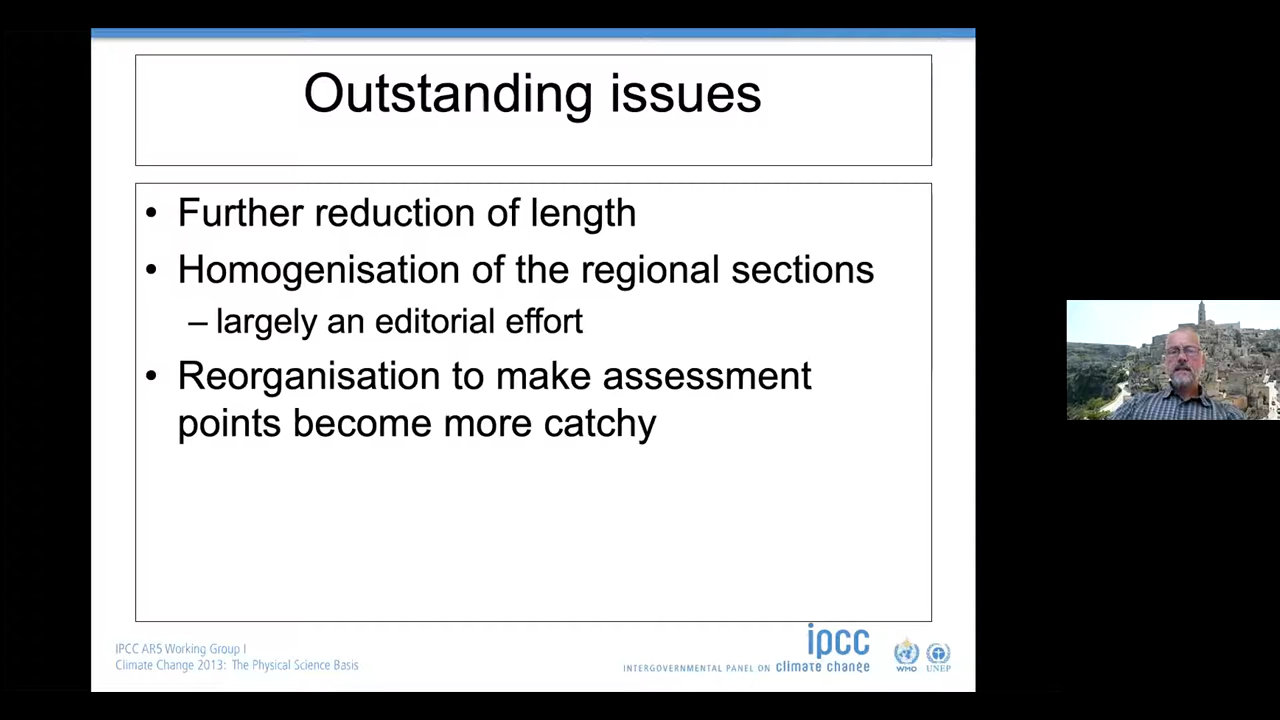 Outstanding issues
• Further reduction of length
• Homogenisation of the regional sections
– largely an editorial effort
• Reorganisation to make assessment
points become more catchy
IPCC AR5 Working Group I
Climate Change 2013: The Physical Science Basis
ipcc
INTERGOVERNMENTAL PANEL ON climate change
WMO
UNEP